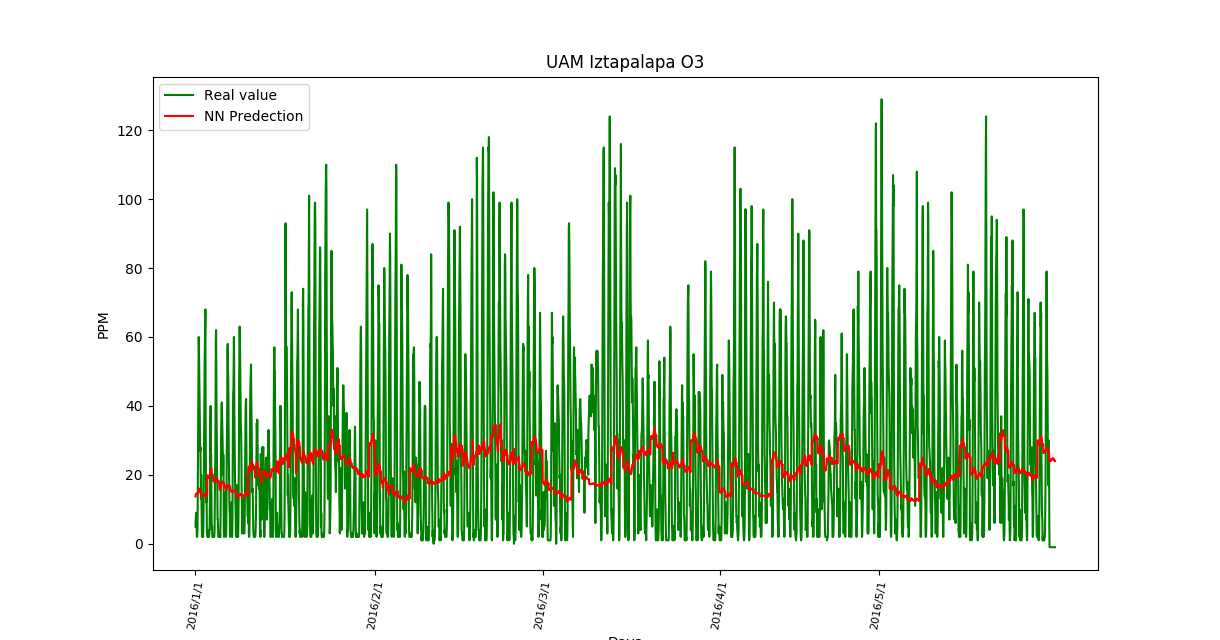 UAM Iztapalapa O3
Real value
NN Predection
PPM
120
100
80
60
40
20
0
2016/1/1
2016/2/1
2016/3/1
2016/4/1
2016/5/1
Days